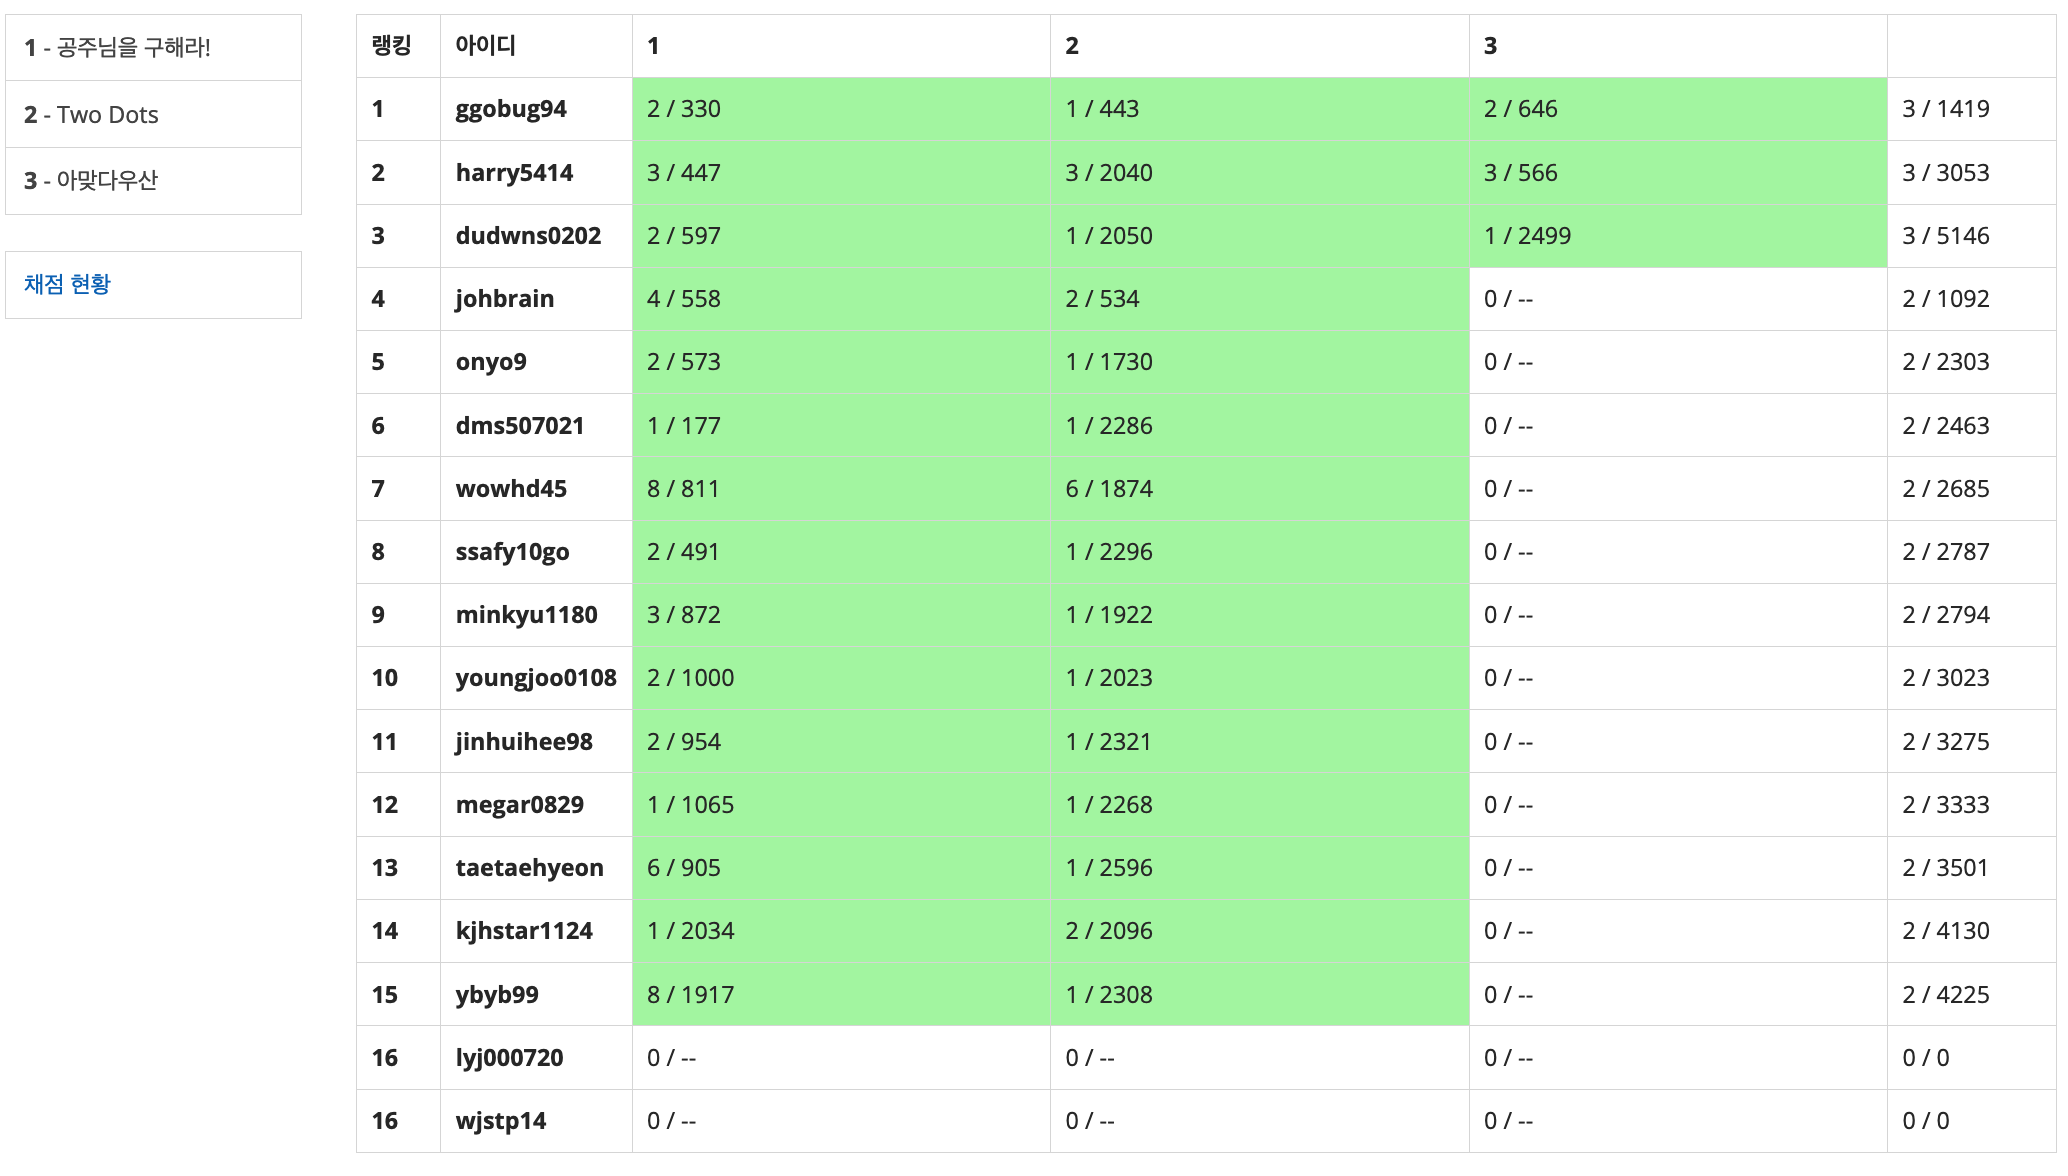 1 - 공주님을 구해라!
2 - Two Dots
3 - 아맞다우산
채점 현황
랭킹 아이디 1 2 3
1 ggobug94 2 / 330 1 / 443 2 / 646 3 / 1419
2 harry5414 3 / 447 3 / 2040 3 / 566 3 / 3053
3 dudwns0202 2 / 597 1 / 2050 1 / 2499 3 / 5146
4 johbrain 4 / 558 2 / 534 0 / -- 2 / 1092
5 onyo9 2 / 573 1 / 1730 0 / -- 2 / 2303
6 dms507021 1 / 177 1 / 2286 0 / -- 2 / 2463
7 wowhd45 8 / 811 6 / 1874 0 / -- 2 / 2685
8 ssafy10go 2 / 491 1 / 2296 0 / -- 2 / 2787
9 minkyu1180 3 / 872 1 / 1922 0 / -- 2 / 2794
10 youngjoo0108 2 / 1000 1 / 2023 0 / -- 2 / 3023
11 jinhuihee98 2 / 954 1 / 2321 0 / -- 2 / 3275
12 megar0829 1 / 1065 1 / 2268 0 / -- 2 / 3333
13 taetaehyeon 6 / 905 1 / 2596 0 / -- 2 / 3501
14 kjhstar1124 1 / 2034 2 / 2096 0 / -- 2 / 4130
15 ybyb99 8 / 1917 1 / 2308 0 / -- 2 / 4225
16 lyj000720 0 / -- 0 / -- 0 / -- 0 / 0
16 wjstp14 0 / -- 0 / -- 0 / -- 0 / 0